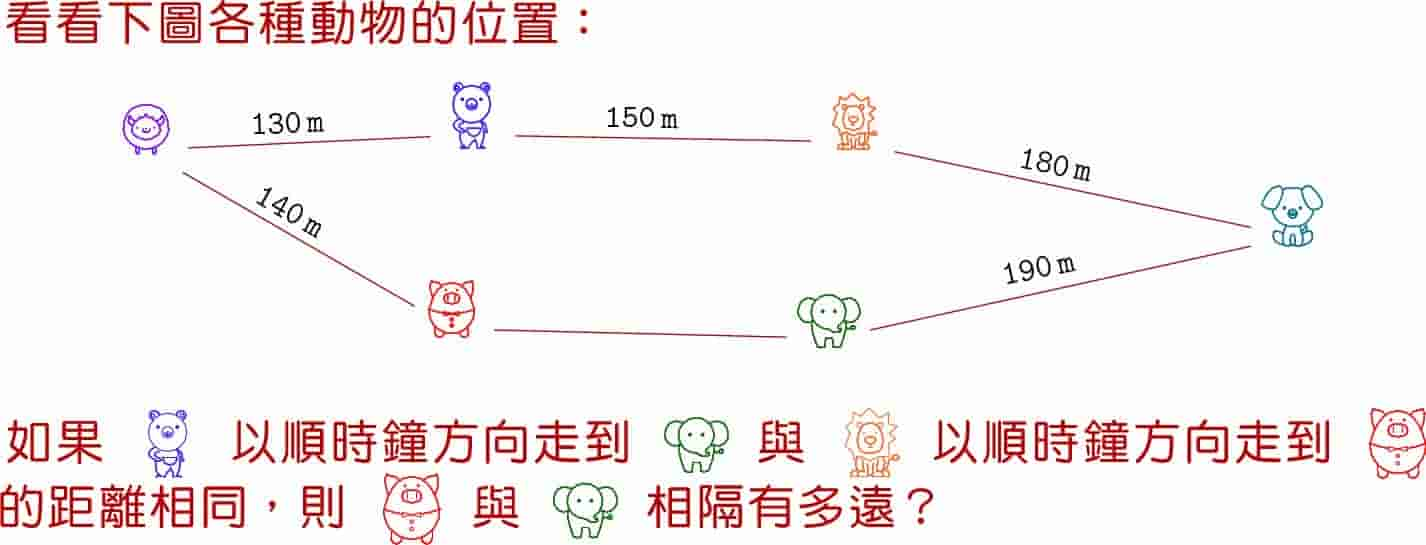 看看下圖各種動物的位置：
130 m
150 m
180 m
140 m
190 m
如果 以順時鐘方向走到 與 以順時鐘方向走到
的距離相同，則 與 相隔有多遠？